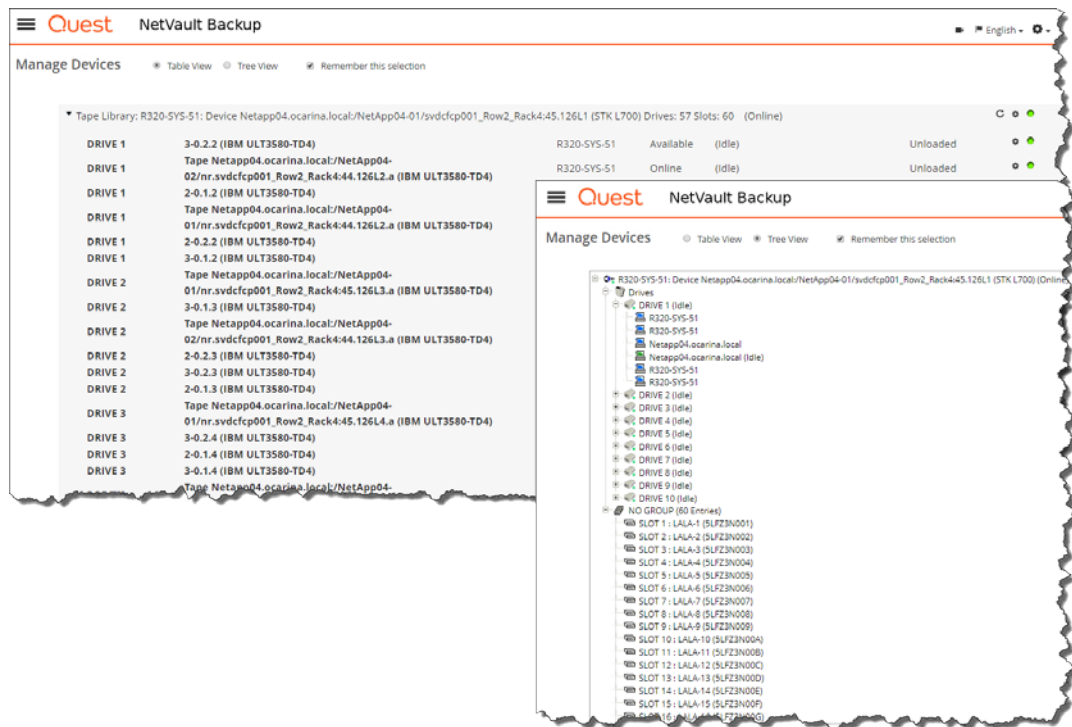 Quest NetVault Backup
English
Manage Devices Table View Tree View Remember this selection
Tape Library: R320-SYS-51: Device Netapp04.ocarina.local:/NetApp04-01/svdcfcp001_Row2_Rack4:45.126L1 (STK L700) Drives: 57 Slots: 60 (Online)
DRIVE 1 3-0.2.2 (IBM ULT3580-TD4) R320-SYS-51 Available (Idle) Unloaded
DRIVE 1 Tape Netapp04.ocarina.local:/NetApp04-
02/nr.svdcfcp001_Row2_Rack4:44.126L2.a (IBM ULT3580-TD4) R320-SYS-51 Online (Idle) Unloaded
DRIVE 1 2-0.1.2 (IBM ULT3580-TD4)
DRIVE 1 Tape Netapp04.ocarina.local:/NetApp04-
01/nr.svdcfcp001_Row2_Rack4:44.126L2.a (IBM ULT3580-TD4)
DRIVE 1 2-0.2.2 (IBM ULT3580-TD4)
DRIVE 1 3-0.1.2 (IBM ULT3580-TD4)
DRIVE 2 Tape Netapp04.ocarina.local:/NetApp04-
01/nr.svdcfcp001_Row2_Rack4:45.126L3.a (IBM ULT3580-TD4)
DRIVE 2 3-0.1.3 (IBM ULT3580-TD4)
DRIVE 2 Tape Netapp04.ocarina.local:/NetApp04-
02/nr.svdcfcp001_Row2_Rack4:44.126L3.a (IBM ULT3580-TD4)
DRIVE 2 2-0.2.3 (IBM ULT3580-TD4)
DRIVE 2 3-0.2.3 (IBM ULT3580-TD4)
DRIVE 2 2-0.1.3 (IBM ULT3580-TD4)
DRIVE 3 Tape Netapp04.ocarina.local:/NetApp04-
01/nr.svdcfcp001_Row2_Rack4:45.126L4.a (IBM ULT3580-TD4)
DRIVE 3 3-0.2.4 (IBM ULT3580-TD4)
DRIVE 3 2-0.1.4 (IBM ULT3580-TD4)
DRIVE 3 3-0.1.4 (IBM ULT3580-TD4)
Tape Netapp04.ocarina.local:/NetApp04-
Quest NetVault Backup
Manage Devices Table View Tree View Remember this selection
R320-SYS-51: Device Netapp04.ocarina.local:/NetApp04-01/svdcfcp001_Row2_Rack4:45.126L1 (STK L700) (Online
Drives
DRIVE 1 (Idle)
R320-SYS-51
R320-SYS-51
Netapp04.ocarina.local
Netapp04.ocarina.local (Idle)
R320-SYS-51
R320-SYS-51
DRIVE 2 (Idle)
DRIVE 3 (Idle)
DRIVE 4 (Idle)
DRIVE 5 (Idle)
DRIVE 6 (Idle)
DRIVE 7 (Idle)
DRIVE 8 (Idle)
DRIVE 9 (Idle)
DRIVE 10 (Idle)
NO GROUP (60 Entries)
SLOT 1 : LALA-1 (5LFZ3N001)
SLOT 2 : LALA-2 (5LFZ3N002)
SLOT 3 : LALA-3 (5LFZ3N003)
SLOT 4 : LALA-4 (5LFZ3N004)
SLOT 5 : LALA-5 (5LFZ3N005)
SLOT 6 : LALA-6 (5LFZ3N006)
SLOT 7 : LALA-7 (5LFZ3N007)
SLOT 8 : LALA-8 (5LFZ3N008)
SLOT 9 : LALA-9 (5LFZ3N009)
SLOT 10 : LALA-10 (5LFZ3N00A)
SLOT 11 : LALA-11 (5LFZ3N00B)
SLOT 12 : LALA-12 (5LFZ3N00C)
SLOT 13 : LALA-13 (5LFZ3N00D)
SLOT 14 : LALA-14 (5LFZ3N00E)
SLOT 15 : LALA-15 (5LFZ3N00F)